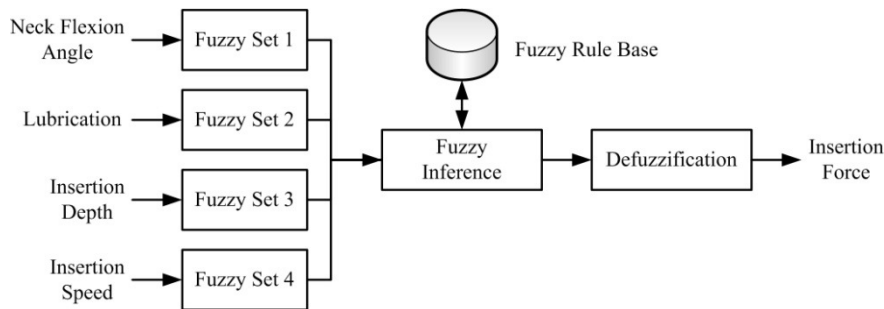 Neck Flexion
Angle
Fuzzy Set 1
Fuzzy Rule Base
Lubrication
Fuzzy Set 2
Fuzzy
Inference
Defuzzification
Insertion
Force
Insertion
Depth
Fuzzy Set 3
Insertion
Speed
Fuzzy Set 4